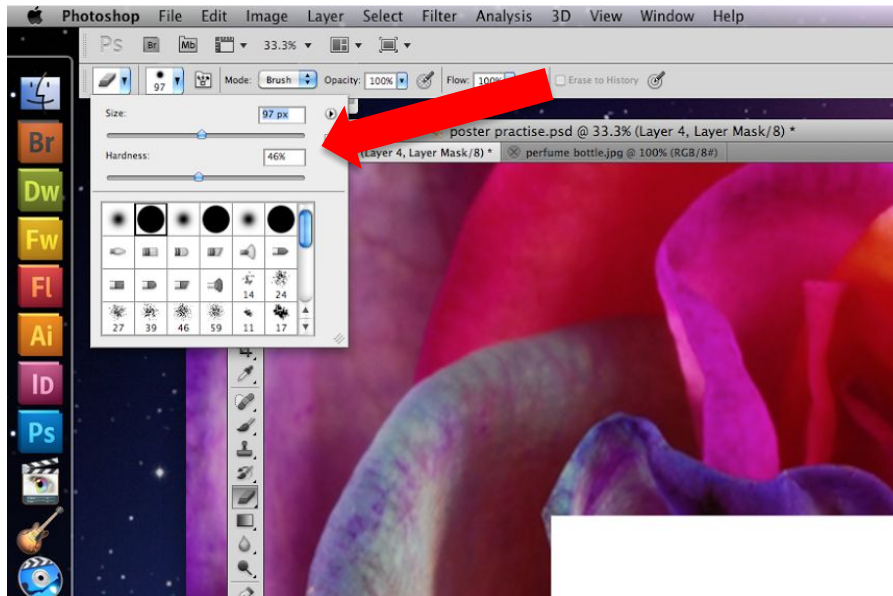 Photoshop File Edit Image Layer Select Filter Analysis 3D View Window Help
Ps Br Mb 33.3%
97 Mode: Brush Opacity: 100% Flow: 100% Erase to History
Size: 97 px
Hardness: 46%
poster practise.psd @ 33.3% (Layer 4, Layer Mask/8) *
(Layer 4, Layer Mask/8) * perfume bottle.jpg @ 100% (RGB/8#)
14 24
27 39 46 59 11 17
Br
Dw
Fw
Fl
Ai
ID
Ps